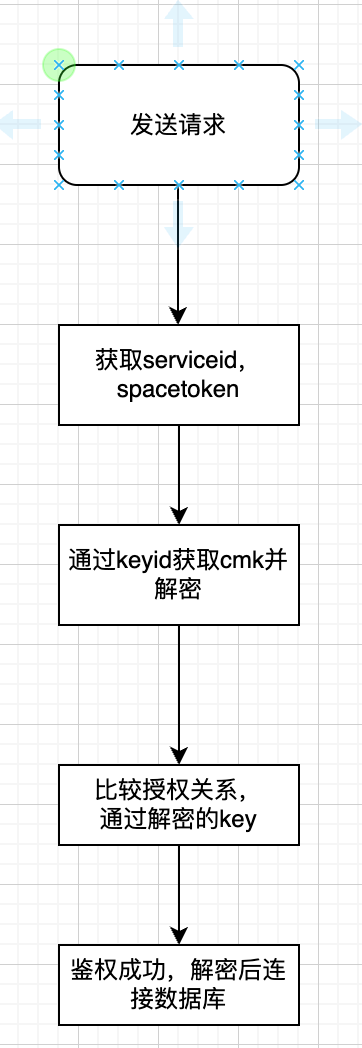 发送请求
获取serviceid，
spacetoken
通过keyid获取cmk并
解密
比较授权关系，
通过解密的key
鉴权成功，解密后连
接数据库